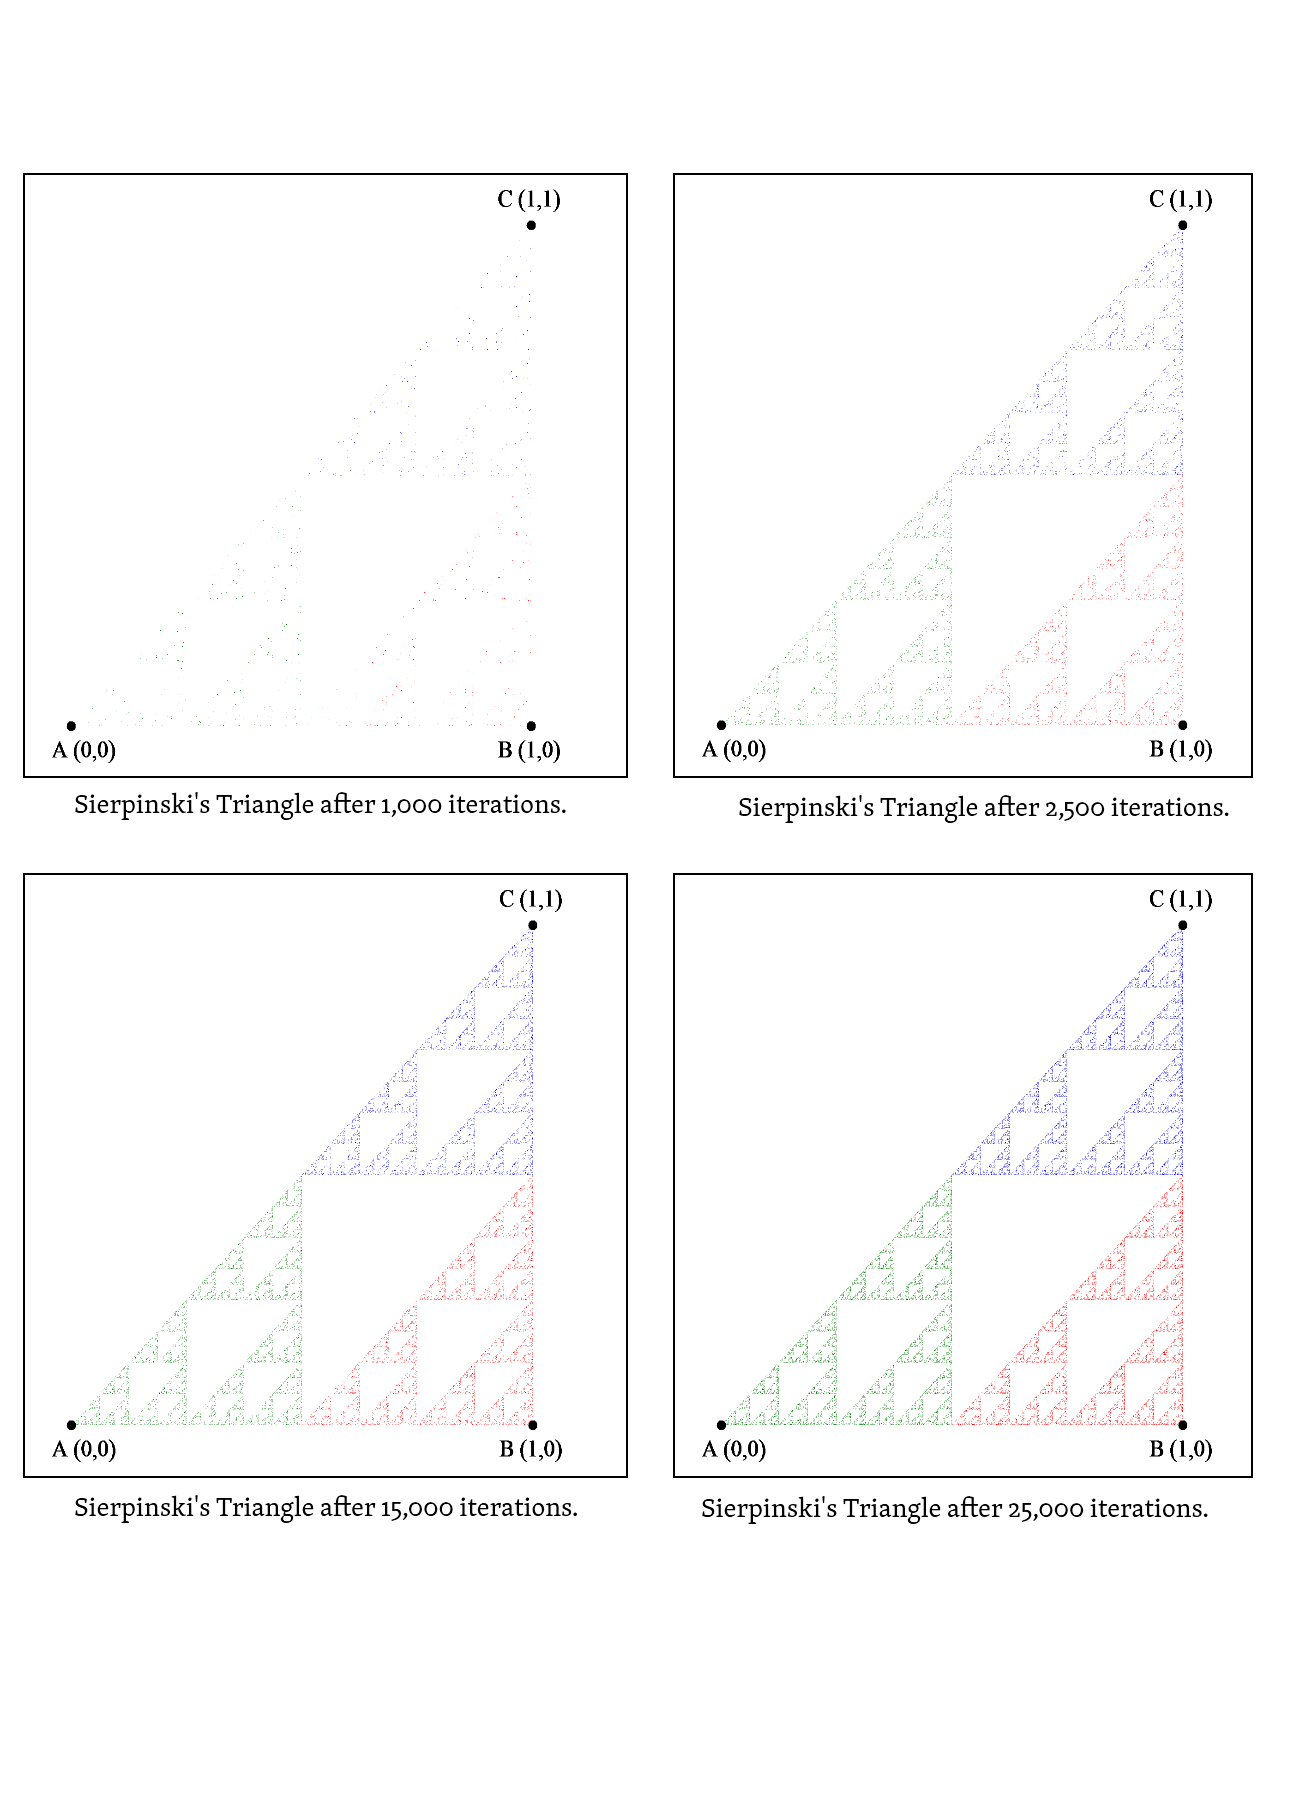 C (1,1)
A (0,0)
B (1,0)
Sierpinski's Triangle after 1,000 iterations.
C (1,1)
A (0,0)
B (1,0)
Sierpinski's Triangle after 2,500 iterations.
C (1,1)
A (0,0)
B (1,0)
Sierpinski's Triangle after 15,000 iterations.
C (1,1)
A (0,0)
B (1,0)
Sierpinski's Triangle after 25,000 iterations.